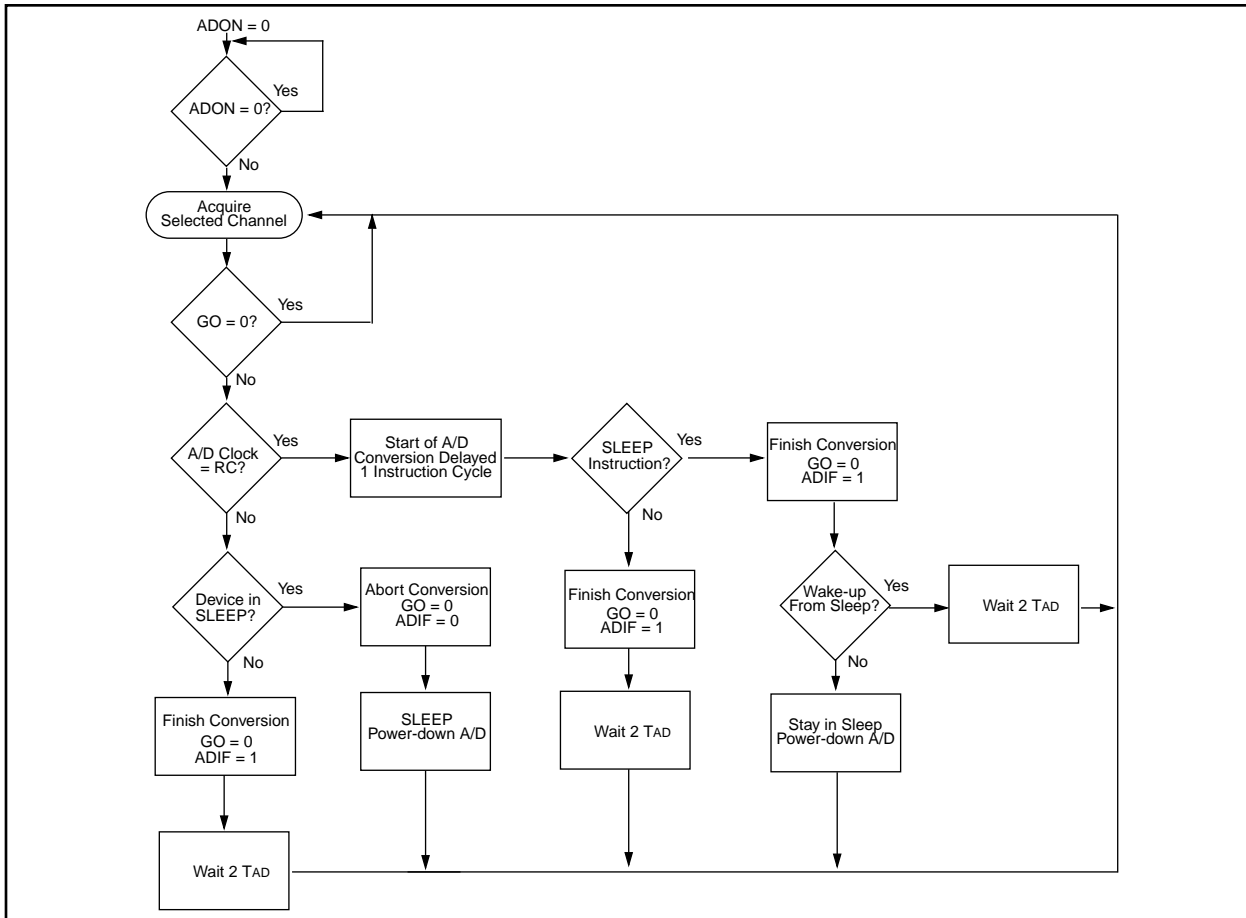 ADON = 0
Yes
ADON = 0?
No
Acquire
Selected Channel
Yes
GO = 0?
No
A/D Clock
= RC?
Yes
Start of A/D
Conversion Delayed
1 Instruction Cycle
SLEEP
Instruction?
Yes
Finish Conversion
GO = 0
ADIF = 1
No
No
Device in
SLEEP?
Yes
Abort Conversion
GO = 0
ADIF = 0
Finish Conversion
GO = 0
ADIF = 1
Wake-up
From Sleep?
Yes
Wait 2 TAD
No
No
Finish Conversion
GO = 0
ADIF = 1
SLEEP
Power-down A/D
Wait 2 TAD
Stay in Sleep
Power-down A/D
Wait 2 TAD